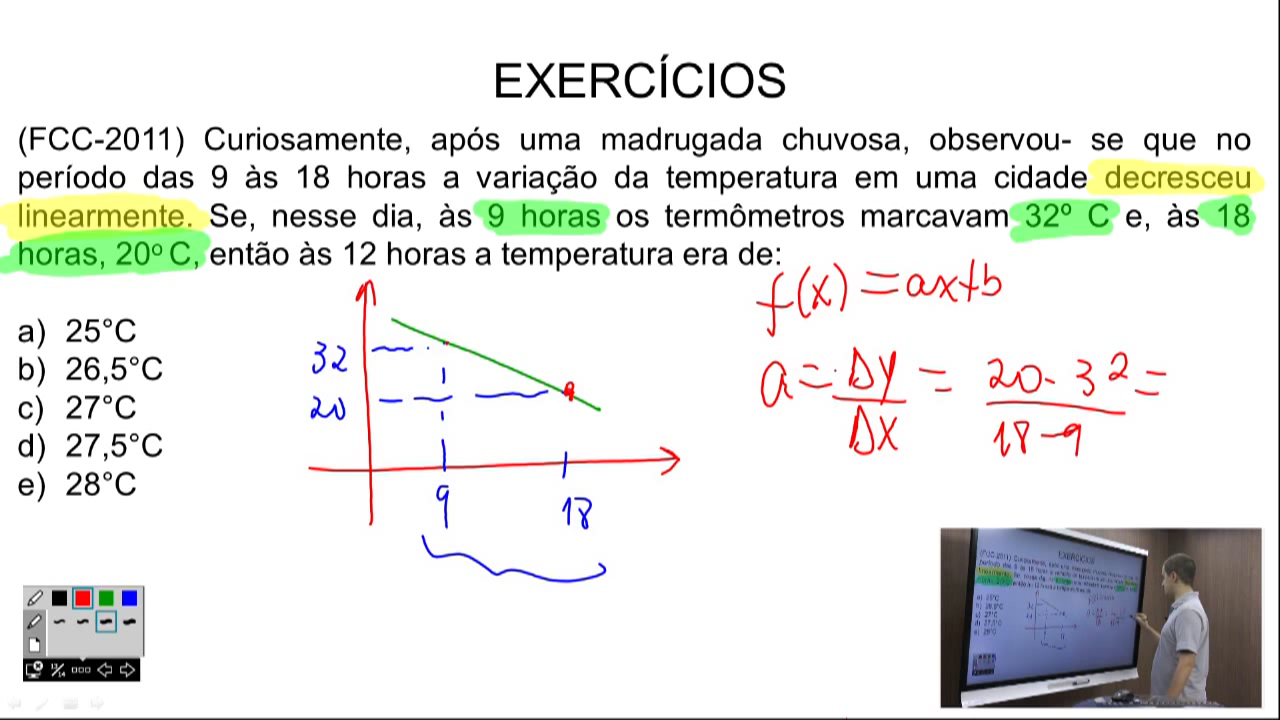 EXERCÍCIOS
(FCC-2011) Curiosamente, após uma madrugada chuvosa, observou- se que no
período das 9 às 18 horas a variação da temperatura em uma cidade decresceu
linearmente. Se, nesse dia, às 9 horas os termômetros marcavam 32º C e, às 18
horas, 20º C, então às 12 horas a temperatura era de:
a) 25°C
b) 26,5°C
c) 27°C
d) 27,5°C
e) 28°C
32
20
9
18
f(x) = ax+b
a = Δy = 20-32 =
Δx 18-9